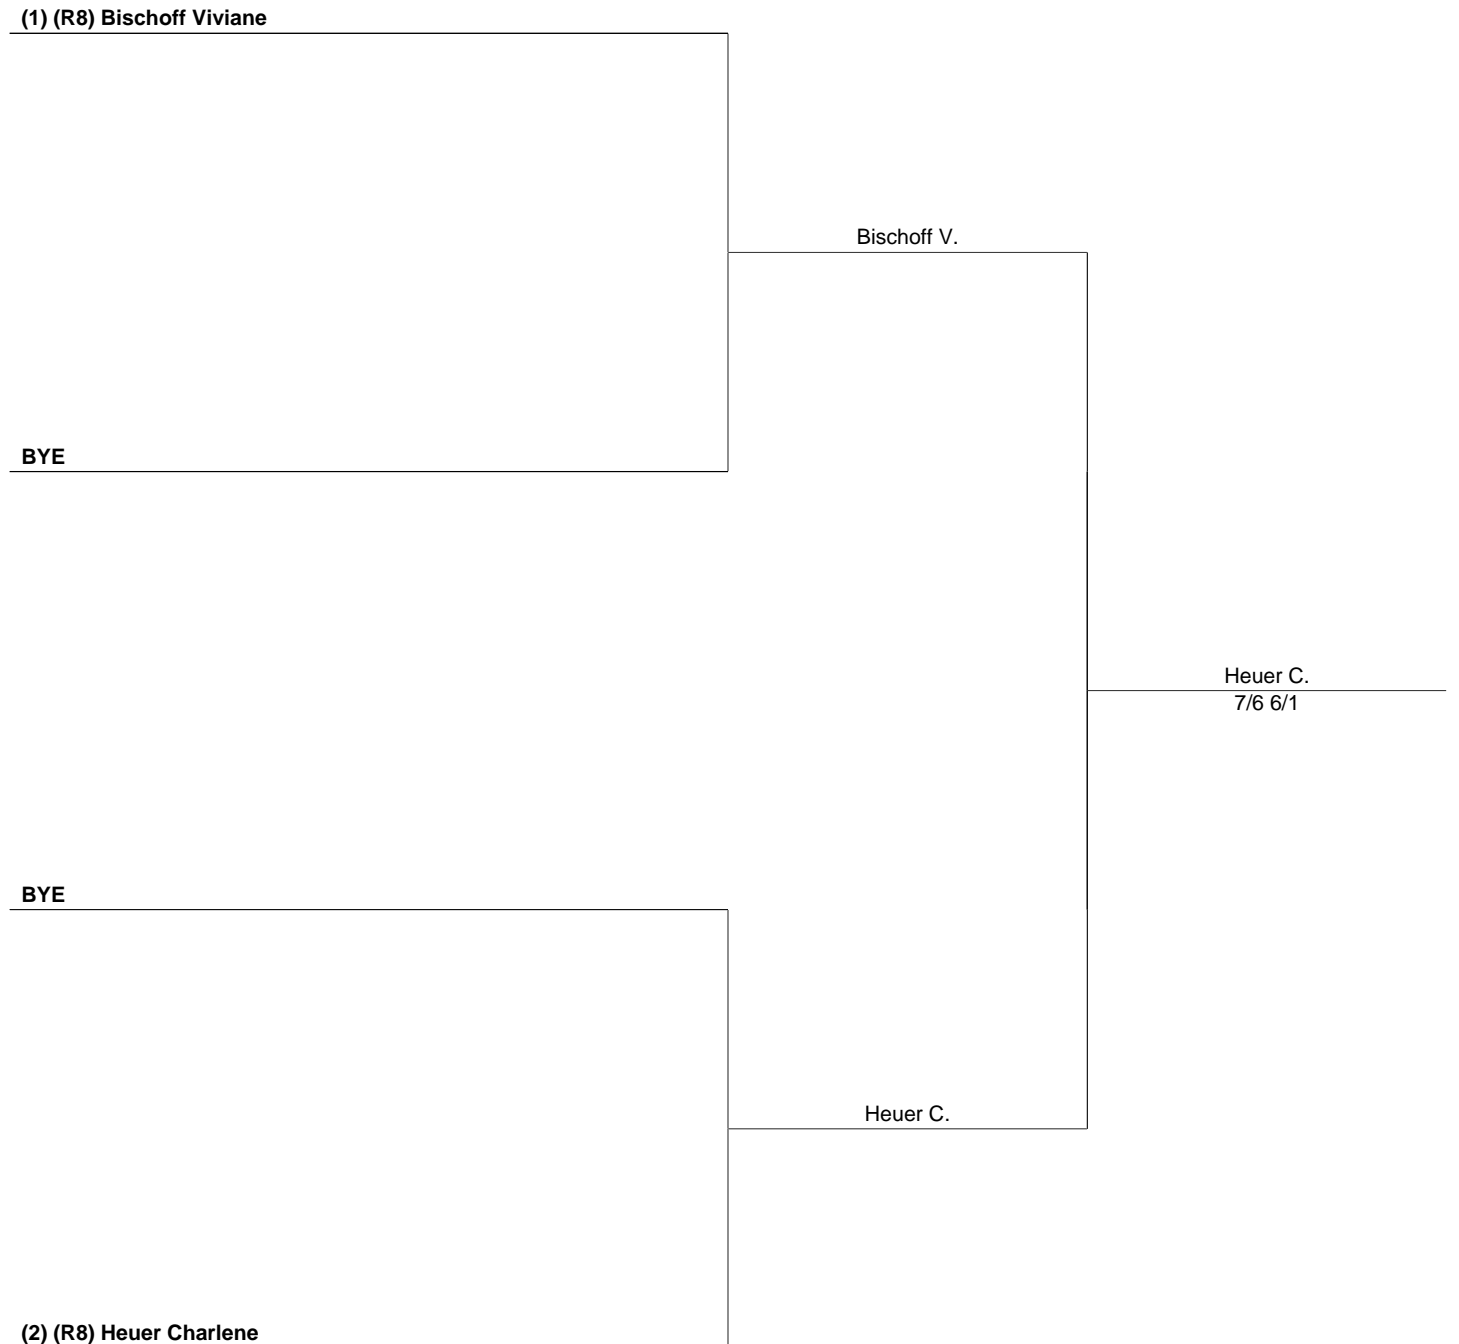 (1) (R8) Bischoff Viviane
Bischoff V.
BYE
Heuer C.
7/6 6/1
BYE
Heuer C.
(2) (R8) Heuer Charlene